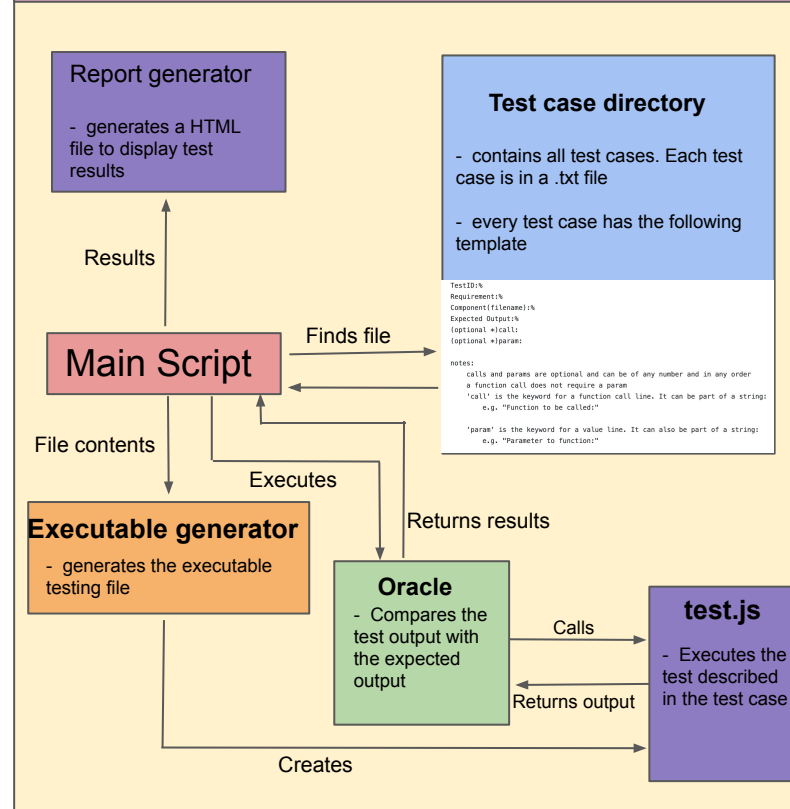 Report generator
- generates a HTML
file to display test
results
Test case directory
- contains all test cases. Each test
case is in a .txt file
- every test case has the following
template
TestID:%
Requirement:%
Component(filename):%
Expected Output:%
(optional *)call:
(optional *)param:
notes:
calls and params are optional and can be of any number and in any order
a function call does not require a param
'call' is the keyword for a function call line. It can be part of a string:
e.g. "Function to be called:"
'param' is the keyword for a value line. It can also be part of a string:
e.g. "Parameter to function:"
Results
Main Script
Finds file
File contents
Executes
Returns results
Executable generator
- generates the executable
testing file
Oracle
- Compares the
test output with
the expected
output
Calls
Returns output
test.js
- Executes the
test described
in the test case
Creates